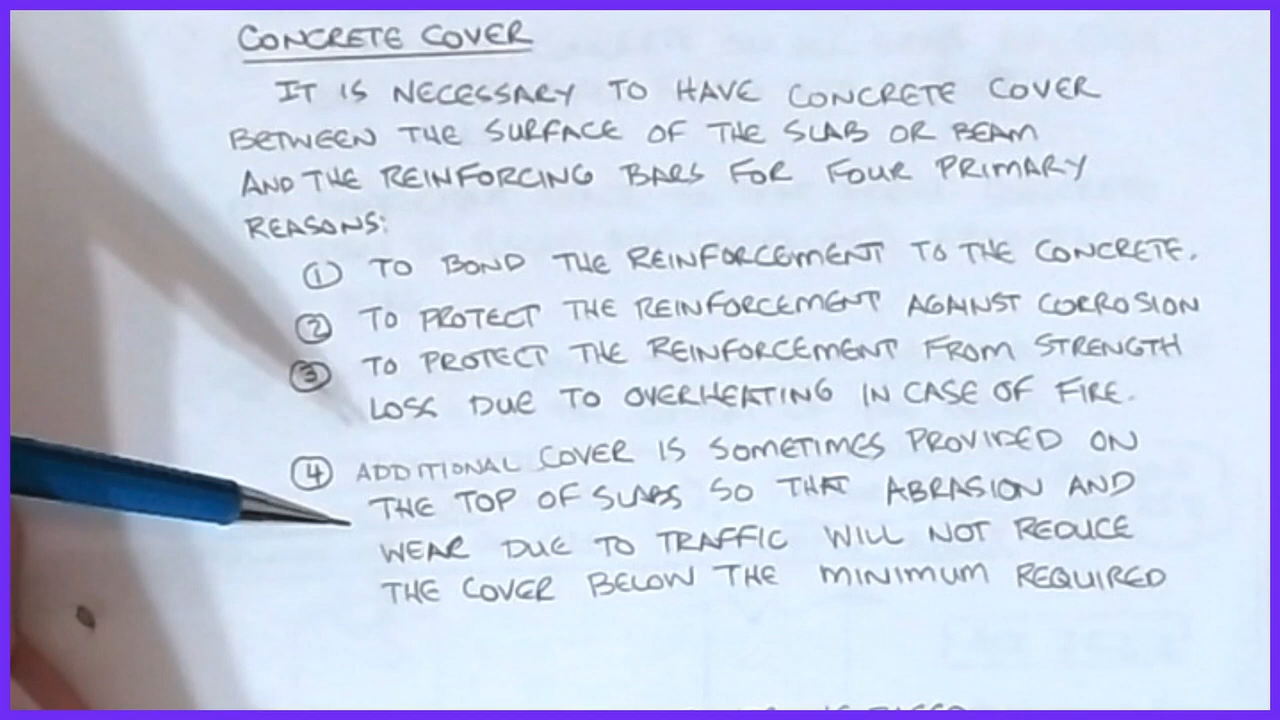 CONCRETE COVER
IT IS NECESSARY TO HAVE CONCRETE COVER
BETWEEN THE SURFACE OF THE SLAB OR BEAM
AND THE REINFORCING BARS FOR FOUR PRIMARY
REASONS:
① TO BOND THE REINFORCEMENT TO THE CONCRETE.
② TO PROTECT THE REINFORCEMENT AGAINST CORROSION
③ TO PROTECT THE REINFORCEMENT FROM STRENGTH
LOSS DUE TO OVERHEATING IN CASE OF FIRE.
④ ADDITIONAL COVER IS SOMETIMES PROVIDED ON
THE TOP OF SLABS SO THAT ABRASION AND
WEAR DUE TO TRAFFIC WILL NOT REDUCE
THE COVER BELOW THE MINIMUM REQUIRED